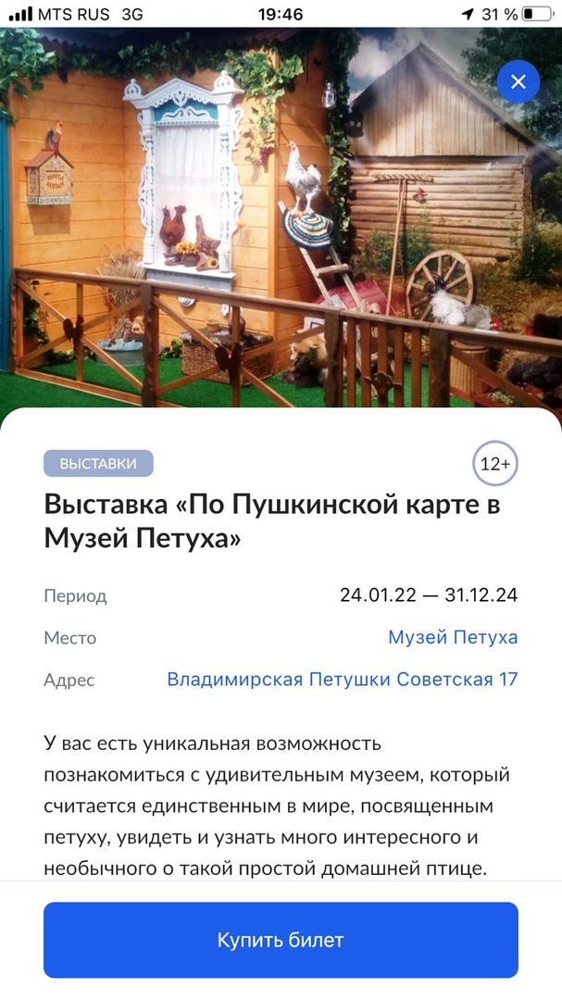 MTS RUS 3G 19:46 31 %
ПОЧТА
МУЗЕЯ
ВЫСТАВКИ
12+
Выставка «По Пушкинской карте в
Музей Петуха»
Период 24.01.22 — 31.12.24
Место Музей Петуха
Адрес Владимирская Петушки Советская 17
У вас есть уникальная возможность
познакомиться с удивительным музеем, который
считается единственным в мире, посвященным
петуху, увидеть и узнать много интересного и
необычного о такой простой домашней птице.
Купить билет